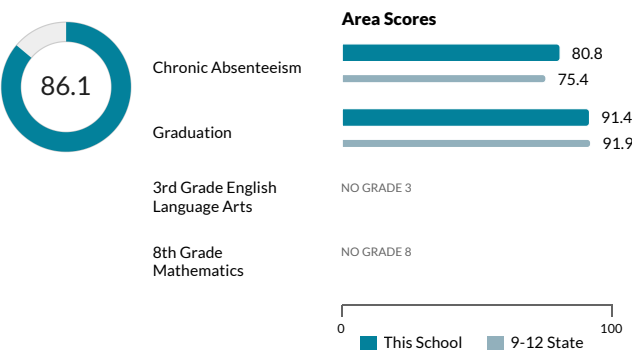 Area Scores
86.1
Chronic Absenteeism
80.8
75.4
Graduation
91.4
91.9
3rd Grade English
Language Arts
NO GRADE 3
8th Grade
Mathematics
NO GRADE 8
0
100
This School
9-12 State